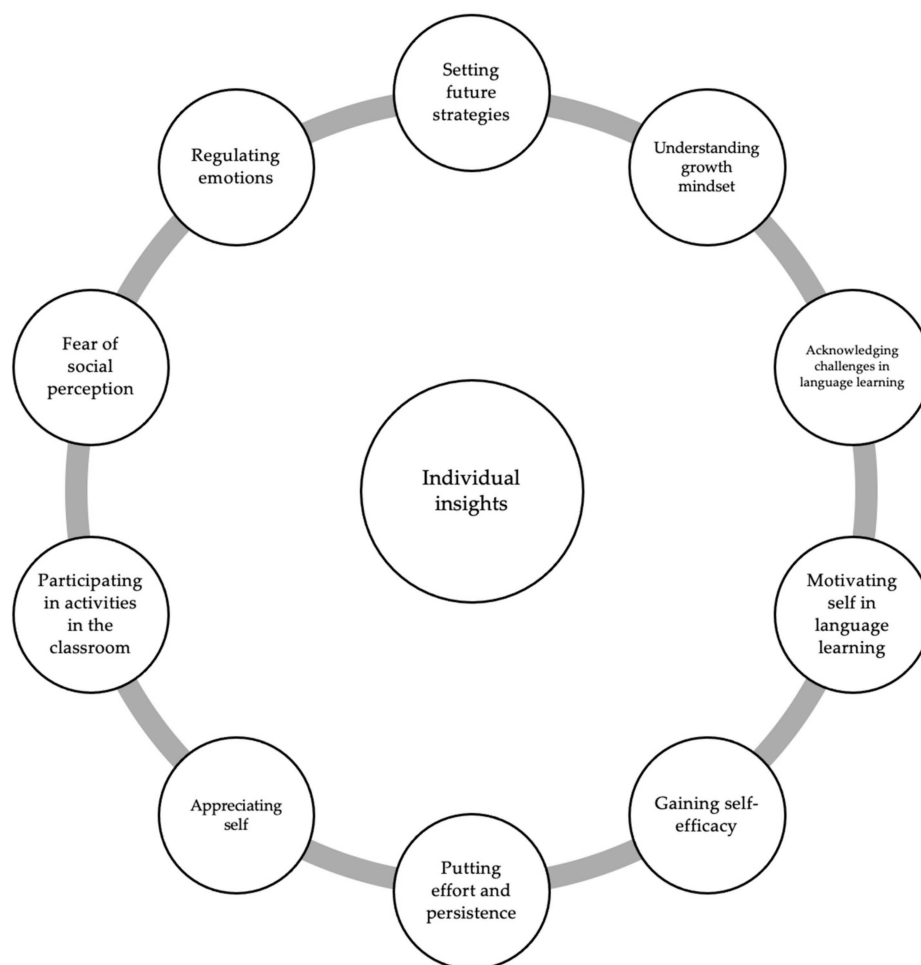 Setting
future
strategies
Understanding
growth
mindset
Acknowledging
challenges in
language learning
Motivating
self in
language
learning
Gaining self-
efficacy
Putting
effort and
persistence
Appreciating
self
Participating
in activities
in the
classroom
Fear of
social
perception
Regulating
emotions
Individual
insights